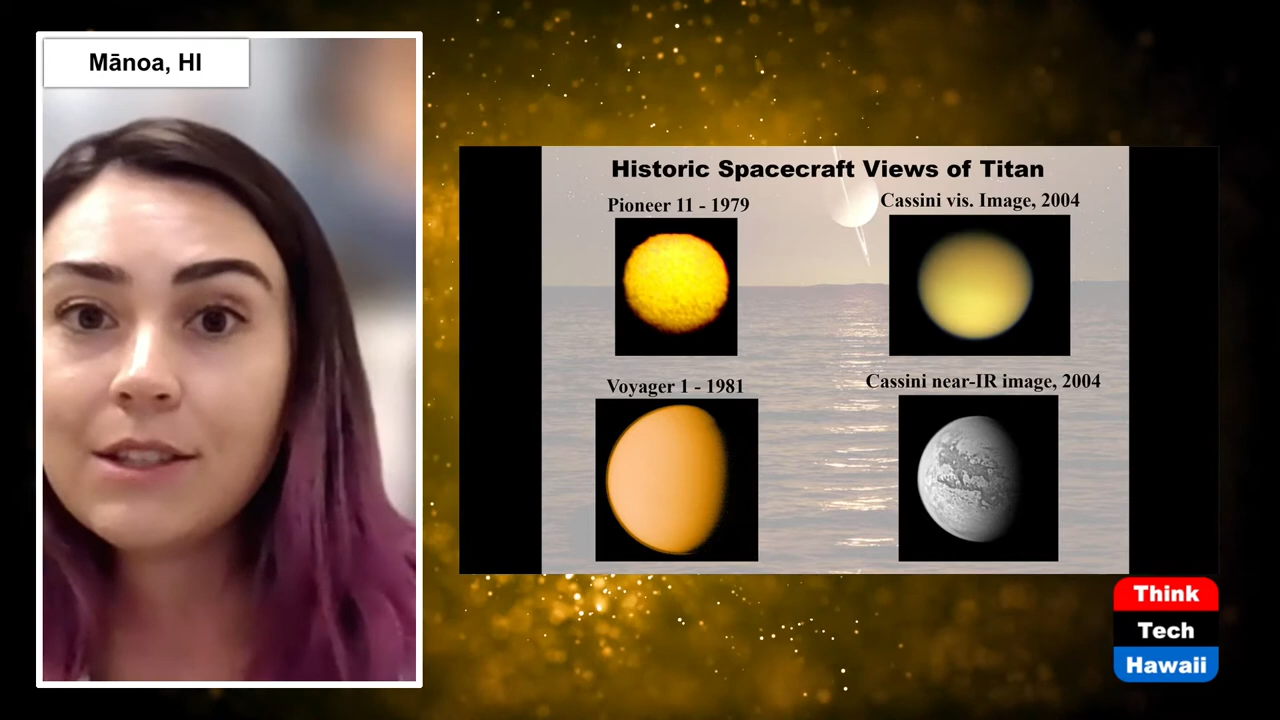 Mānoa, HI
Historic Spacecraft Views of Titan
Pioneer 11 - 1979
Cassini vis. Image, 2004
Voyager 1 - 1981
Cassini near-IR image, 2004
Think
Tech
Hawaii